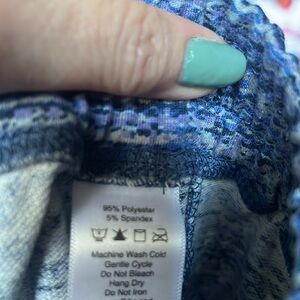 95% Polyester
5% Spandex
Machine Wash Cold
Gentle Cycle
Do Not Bleach
Hang Dry
Do Not Iron